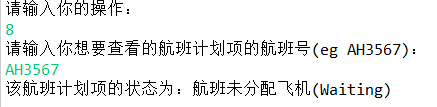 请输入你的操作：
8
请输入你想要查看的航班计划项的航班号(eg AH3567)：
AH3567
该航班计划项的状态为：航班未分配飞机(Waiting)